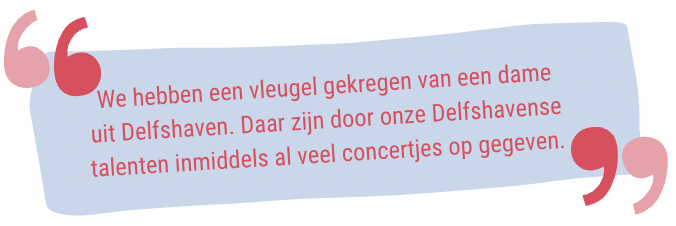 We hebben een vleugel gekregen van een dame
uit Delfshaven. Daar zijn door onze Delfshavense
talenten inmiddels al veel concertjes op gegeven.